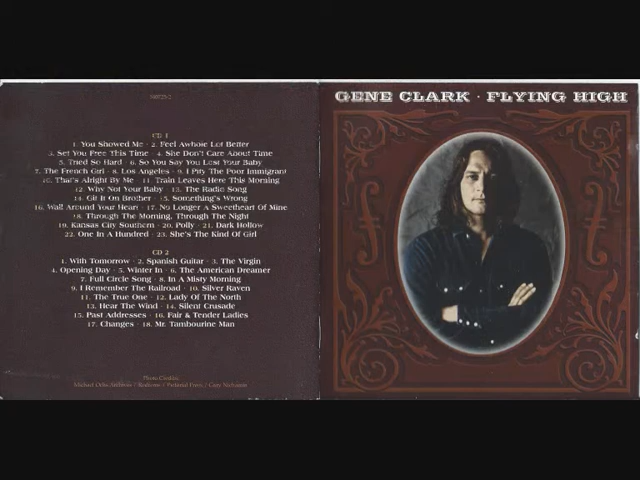 CD 1
1. You Showed Me · 2. Feel Awhole Lot Better
3. Set You Free This Time · 4. She Don't Care About Time
5. Tried So Hard · 6. So You Say You Lost Your Baby
7. The French Girl · 8. Los Angeles · 9. I Pity The Poor Immigrant
10. That's Alright By Me · 11. Train Leaves Here This Morning
12. Why Not Your Baby · 13. The Radio Song
14. Git It On Brother · 15. Something's Wrong
16. Wall Around Your Heart · 17. No Longer A Sweetheart Of Mine
18. Through The Morning, Through The Night
19. Kansas City Southern · 20. Polly · 21. Dark Hollow
22. One In A Hundred · 23. She's The Kind Of Girl
CD 2
1. With Tomorrow · 2. Spanish Guitar · 3. The Virgin
4. Opening Day · 5. Winter In · 6. The American Dreamer
7. Full Circle Song · 8. In A Misty Morning
9. I Remember The Railroad · 10. Silver Raven
11. The True One · 12. Lady Of The North
13. Hear The Wind · 14. Silent Crusade
15. Past Addresses · 16. Fair & Tender Ladies
17. Changes · 18. Mr. Tambourine Man
Photo Credits:
Michael Ochs Archives / Redferns / Pictorial Press /
GENE CLARK · FLYING HIGH